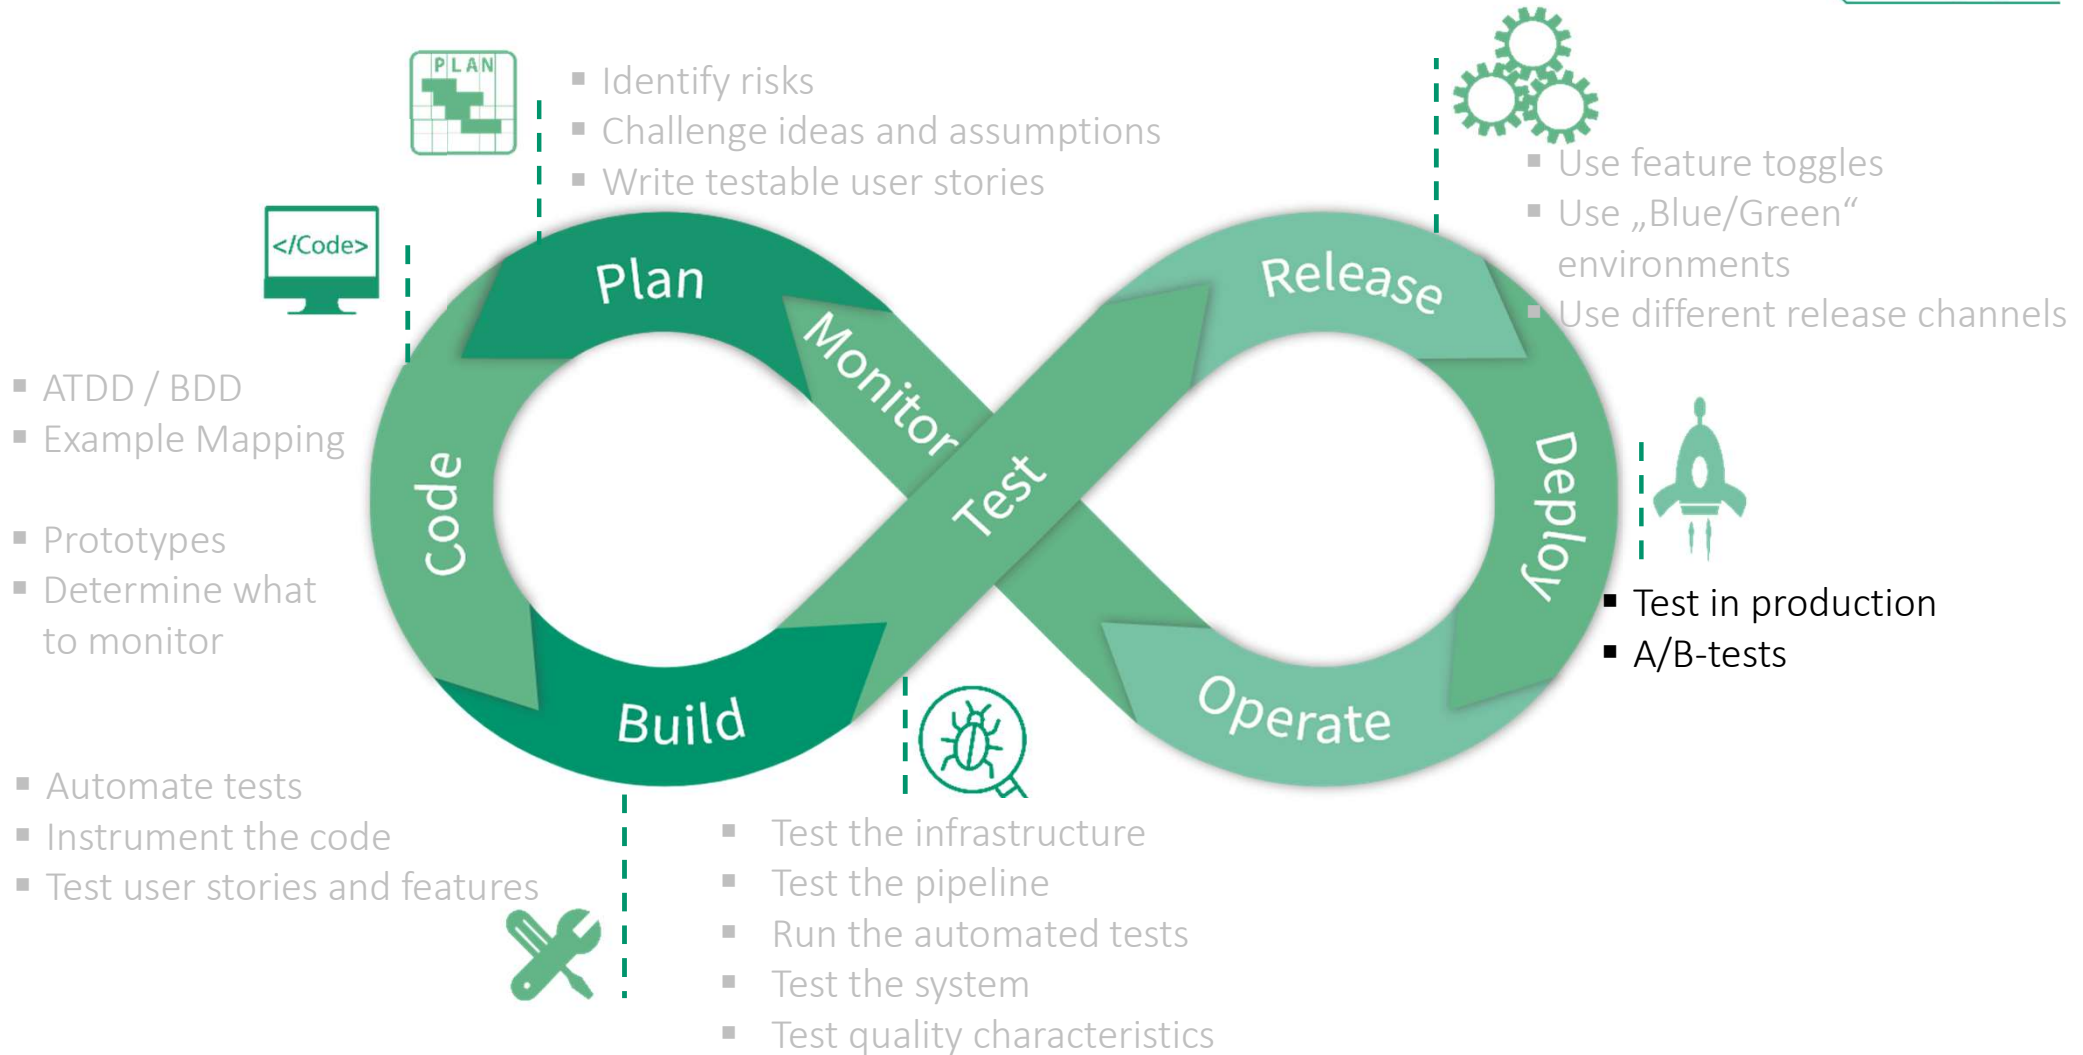 PLAN
▪ Identify risks
▪ Challenge ideas and assumptions
▪ Write testable user stories
▪ Use feature toggles
▪ Use „Blue/Green“
environments
▪ Use different release channels
</Code>
Plan
Release
Monitor
▪ ATDD / BDD
▪ Example Mapping
▪ Prototypes
▪ Determine what
to monitor
Code
Test
Deploy
▪ Test in production
▪ A/B-tests
Build
Operate
▪ Automate tests
▪ Instrument the code
▪ Test user stories and features
▪ Test the infrastructure
▪ Test the pipeline
▪ Run the automated tests
▪ Test the system
▪ Test quality characteristics